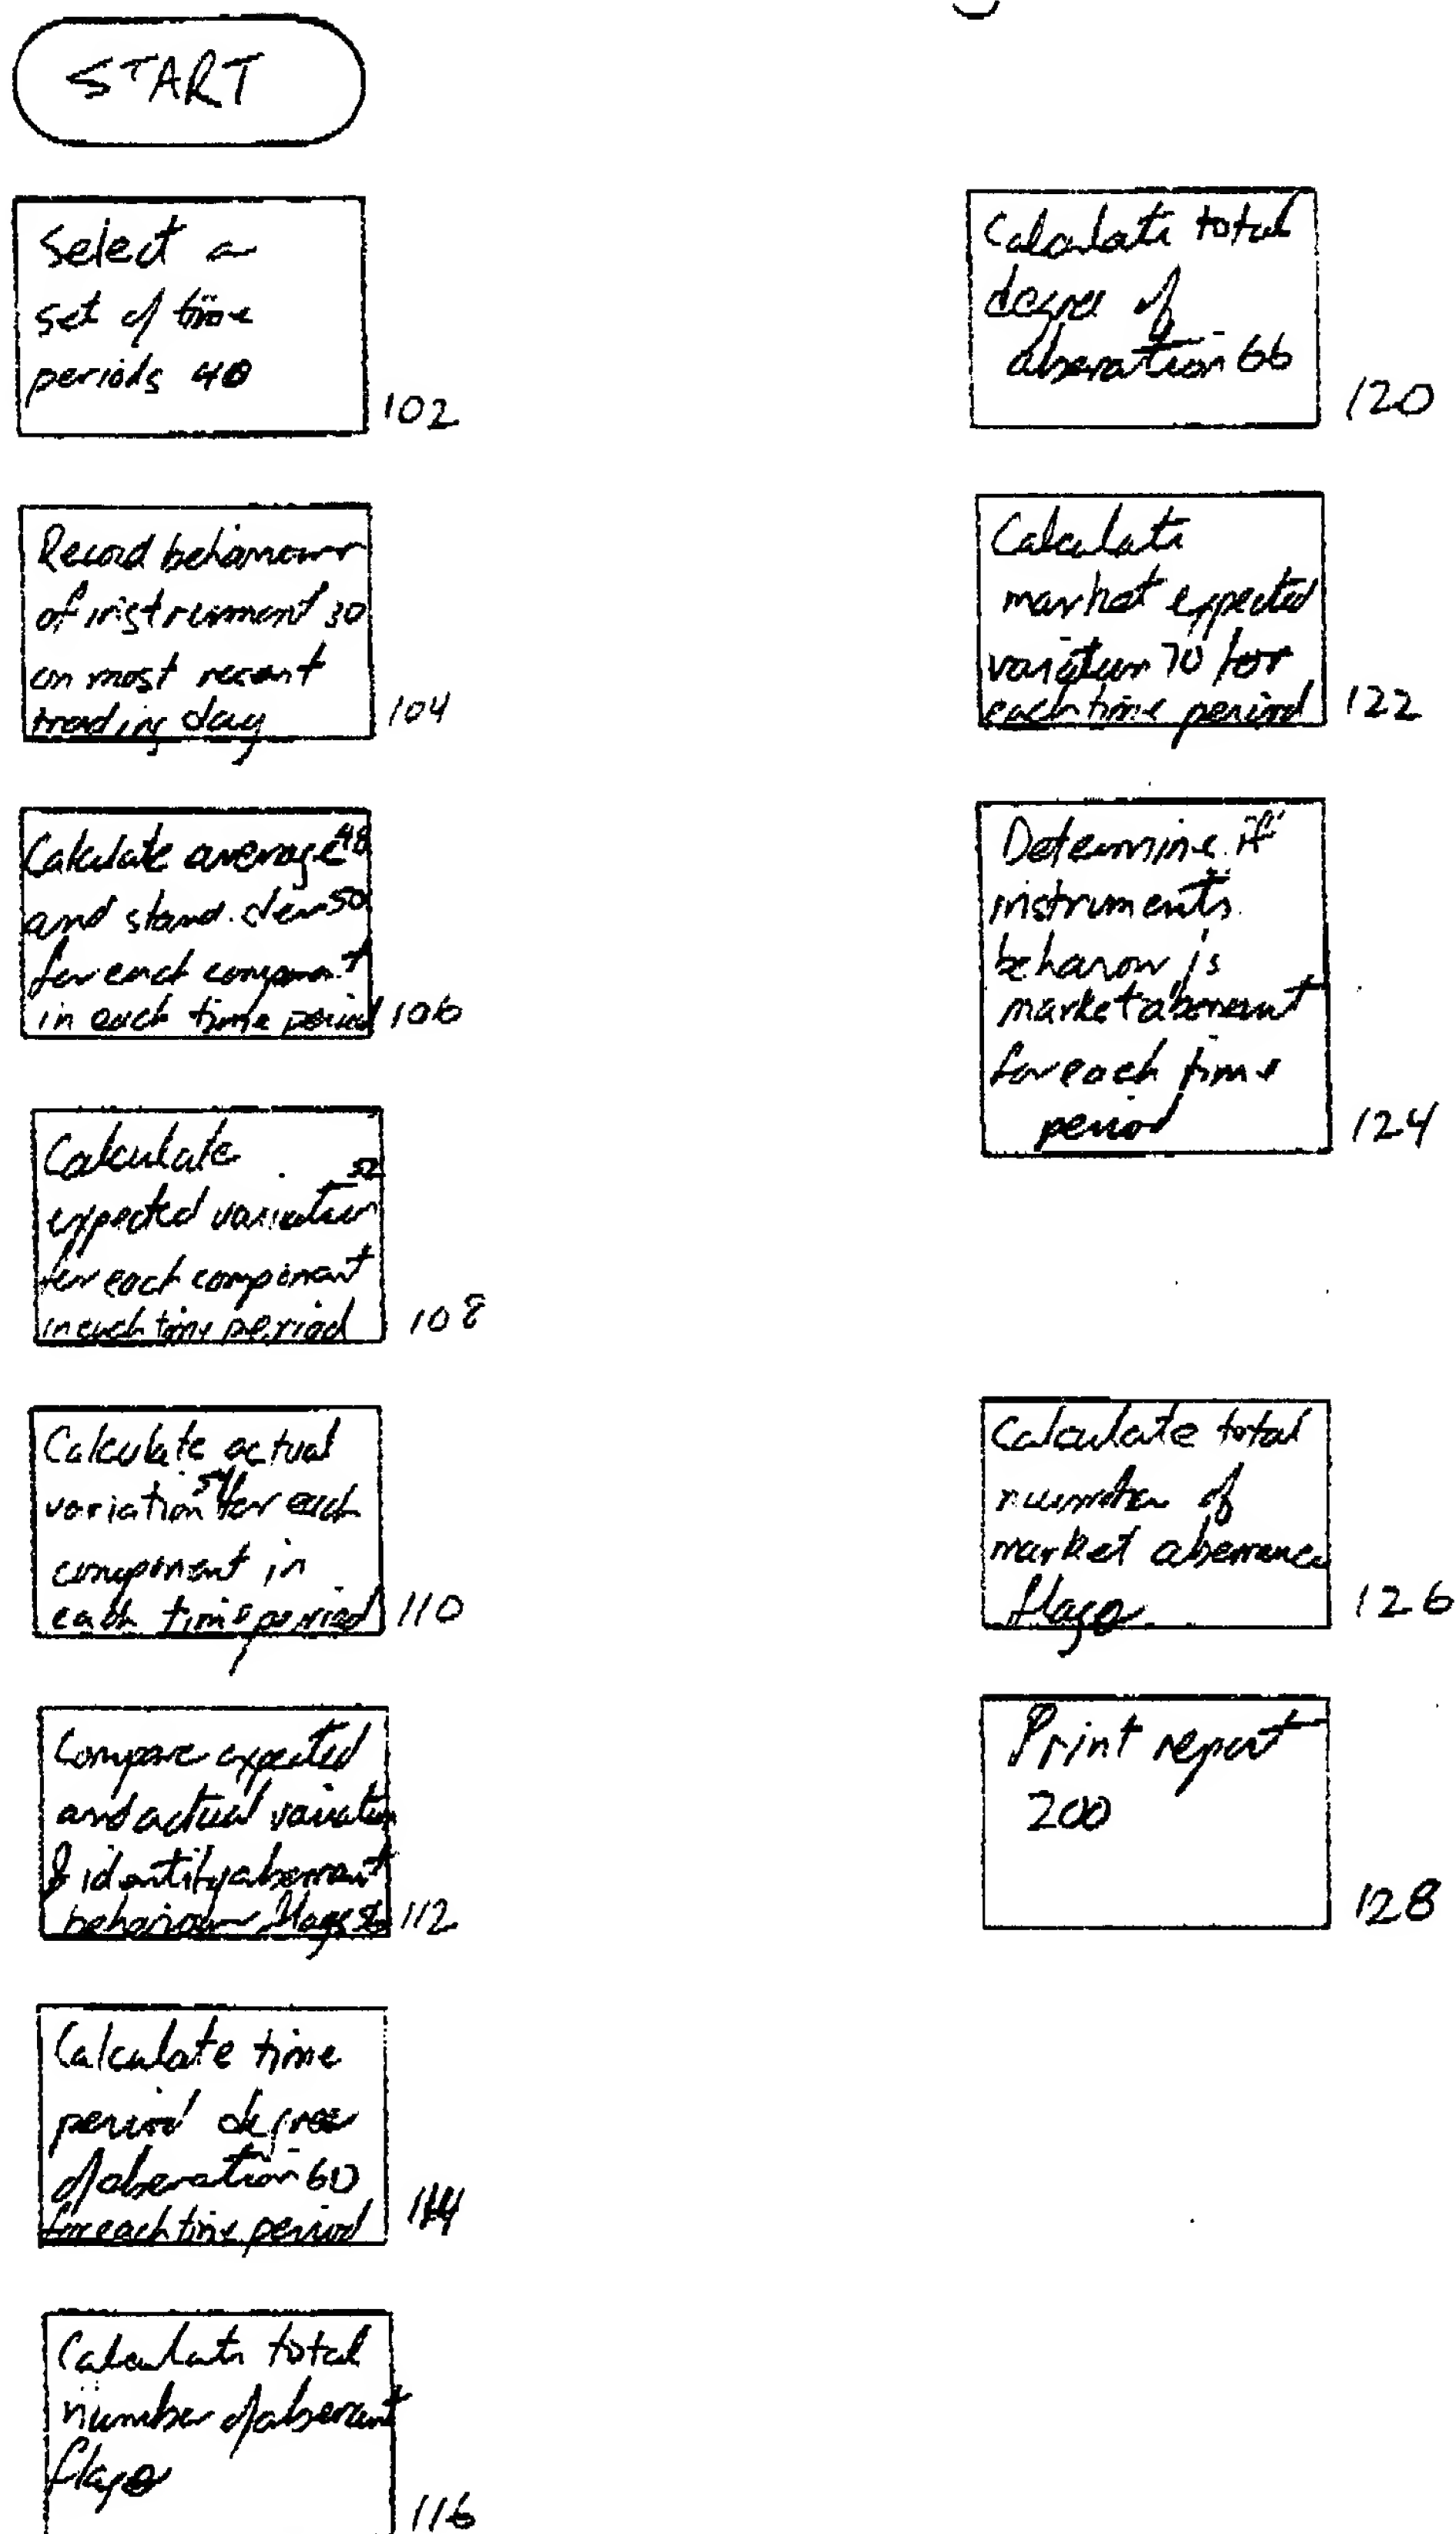 START
Select a
set of time
periods 40
102
Record behaviour
of instrument 30
on most recent
trading day
104
Calculate average 48
and stand. dev 50
for each component
in each time period
106
Calculate
expected variation 52
for each component
in each time period
108
Calculate actual
variation 54 for each
component in
each time period
110
Compare expected
and actual variation
& identify aberrant
behaviour flags
112
Calculate time
period degree
of aberation 60
for each time period
114
Calculate total
number of aberrant
flags
116
Calculate total
degree of
aberation 66
120
Calculate
market expected
variation 70 for
each time period
122
Determine if
instruments
behavour is
market aberrant
for each time
period
124
Calculate total
number of
market aberrance
flags
126
Print report
200
128